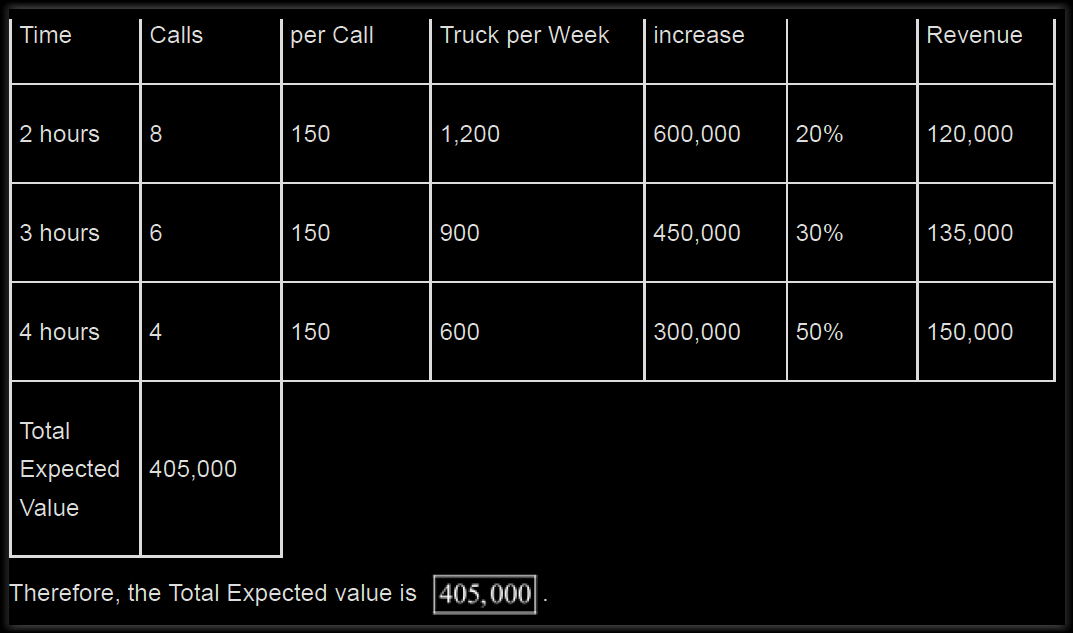 Time Calls per Call Truck per Week increase Revenue
2 hours 8 150 1,200 600,000 20% 120,000
3 hours 6 150 900 450,000 30% 135,000
4 hours 4 150 600 300,000 50% 150,000
Total
Expected 405,000
Value
Therefore, the Total Expected value is 405,000 .